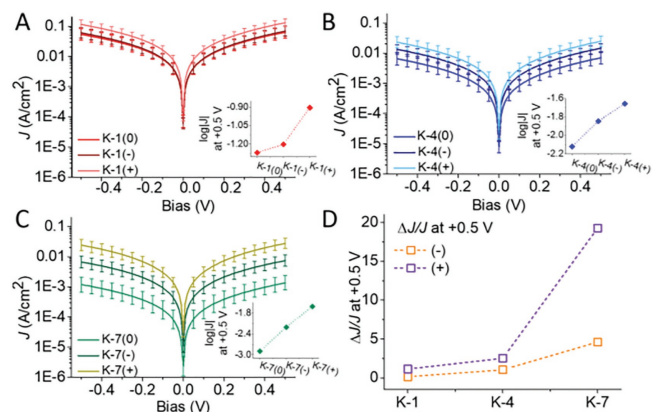 A
J (A/cm²)
0.1
0.01
1E-3
1E-4
1E-5
1E-6
K-1(0)
K-1(-)
K-1(+)
log|J|
at +0.5 V
-0.90
-1.05
-1.20
K-1(0)
K-1(-)
K-1(+)
-0.4 -0.2 0.0 0.2 0.4
Bias (V)
B
J (A/cm²)
0.1
0.01
1E-3
1E-4
1E-5
1E-6
K-4(0)
K-4(-)
K-4(+)
log|J|
at +0.5 V
-1.6
-1.8
-2.0
-2.2
K-4(0)
K-4(-)
K-4(+)
-0.4 -0.2 0.0 0.2 0.4
Bias (V)
C
J (A/cm²)
0.1
0.01
1E-3
1E-4
1E-5
1E-6
K-7(0)
K-7(-)
K-7(+)
log|J|
at +0.5 V
-1.8
-2.4
-3.0
K-7(0)
K-7(-)
K-7(+)
-0.4 -0.2 0.0 0.2 0.4
Bias (V)
D
ΔJ/J at +0.5 V
20
15
10
5
0
ΔJ/J at +0.5 V
(-)
(+)
K-1 K-4 K-7